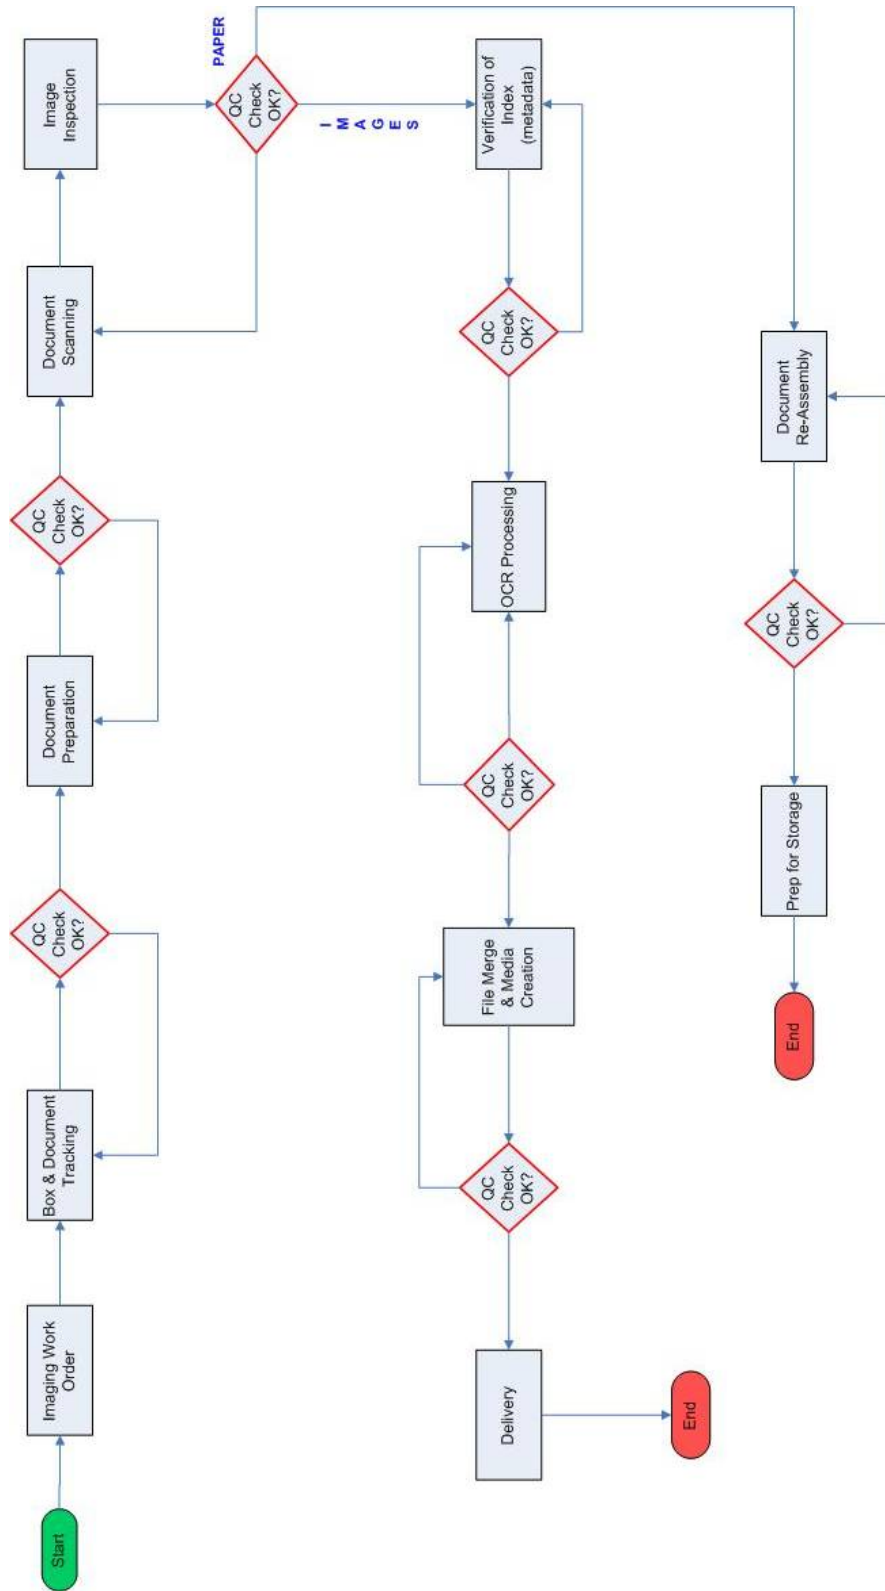 Start
Imaging Work
Order
Box & Document
Tracking
QC
Check
OK?
Document
Preparation
QC
Check
OK?
Document
Scanning
Image
Inspection
QC
Check
OK?
PAPER
I
M
A
G
E
S
Verification of
Index
(metadata)
QC
Check
OK?
OCR Processing
QC
Check
OK?
File Merge
& Media
Creation
QC
Check
OK?
Delivery
End
Document
Re-Assembly
QC
Check
OK?
Prep for Storage
End